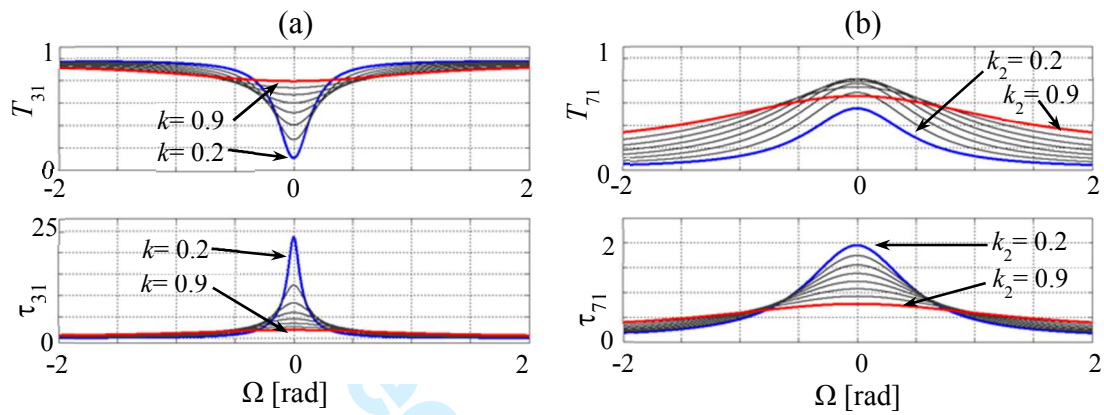 (a)
(b)
1
T31
0
k= 0.9
k= 0.2
-2
0
2
1
T71
0
k2= 0.2
k2= 0.9
-2
0
2
25
τ31
0
k= 0.2
k= 0.9
-2
0
2
Ω [rad]
2
1
τ71
0
k2= 0.2
k2= 0.9
-2
0
2
Ω [rad]